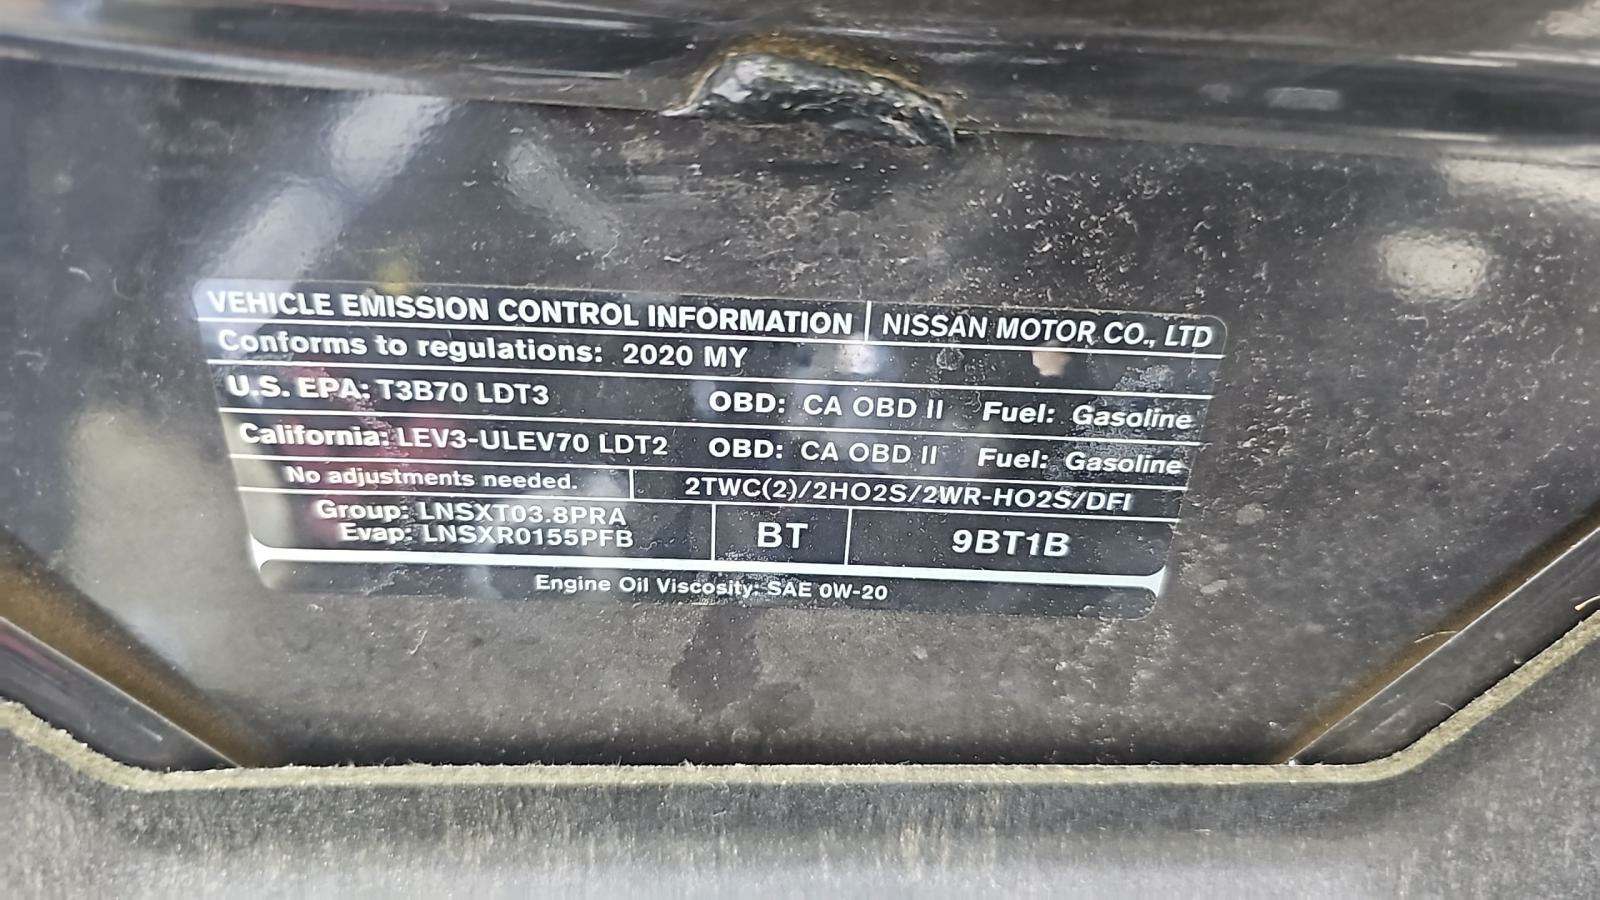 VEHICLE EMISSION CONTROL INFORMATION NISSAN MOTOR CO., LTD
Conforms to regulations: 2020 MY
U.S. EPA: T3B70 LDT3 OBD: CA OBD II Fuel: Gasoline
California: LEV3-ULEV70 LDT2 OBD: CA OBD II Fuel: Gasoline
No adjustments needed. 2TWC(2)/2HO2S/2WR-HO2S/DFI
Group: LNSXT03.8PRA
Evap: LNSXR0155PFB
BT 9BT1B
Engine Oil Viscosity: SAE 0W-20